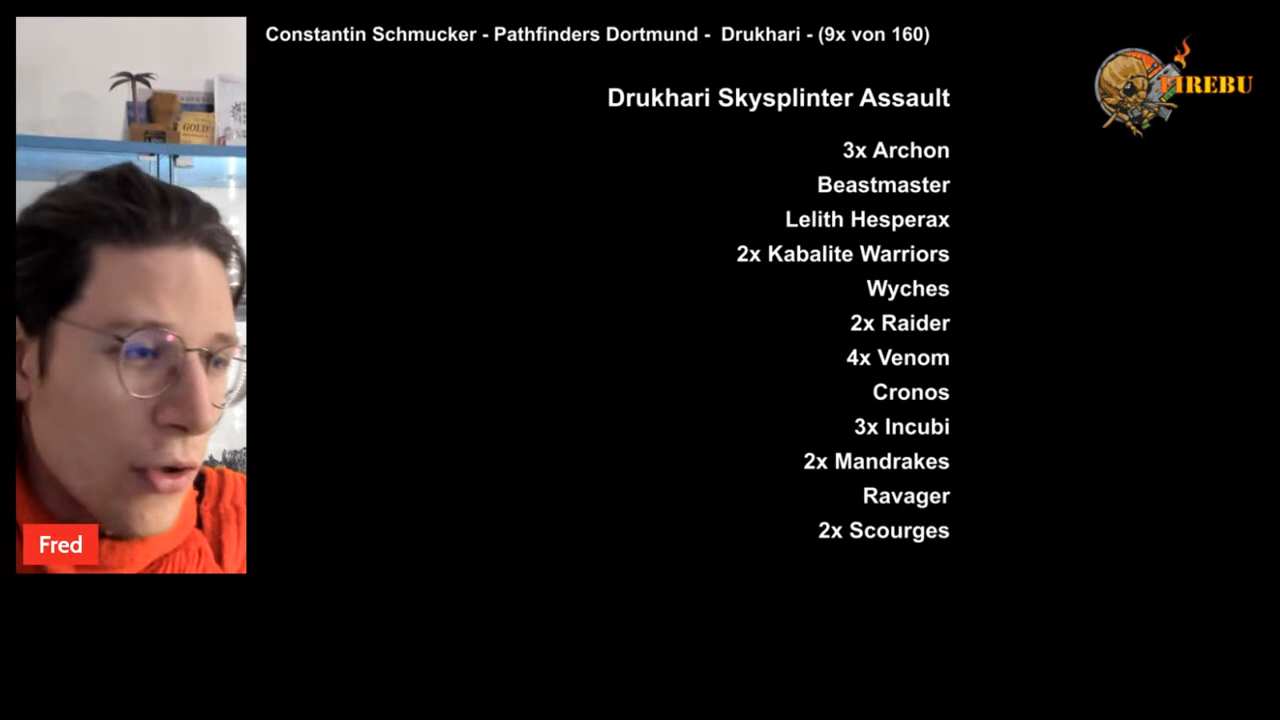 Constantin Schmucker - Pathfinders Dortmund - Drukhari - (9x von 160)
FIREBU
Drukhari Skysplinter Assault
3x Archon
Beastmaster
Lelith Hesperax
2x Kabalite Warriors
Wyches
2x Raider
4x Venom
Cronos
3x Incubi
2x Mandrakes
Ravager
2x Scourges
GOLD
Fred